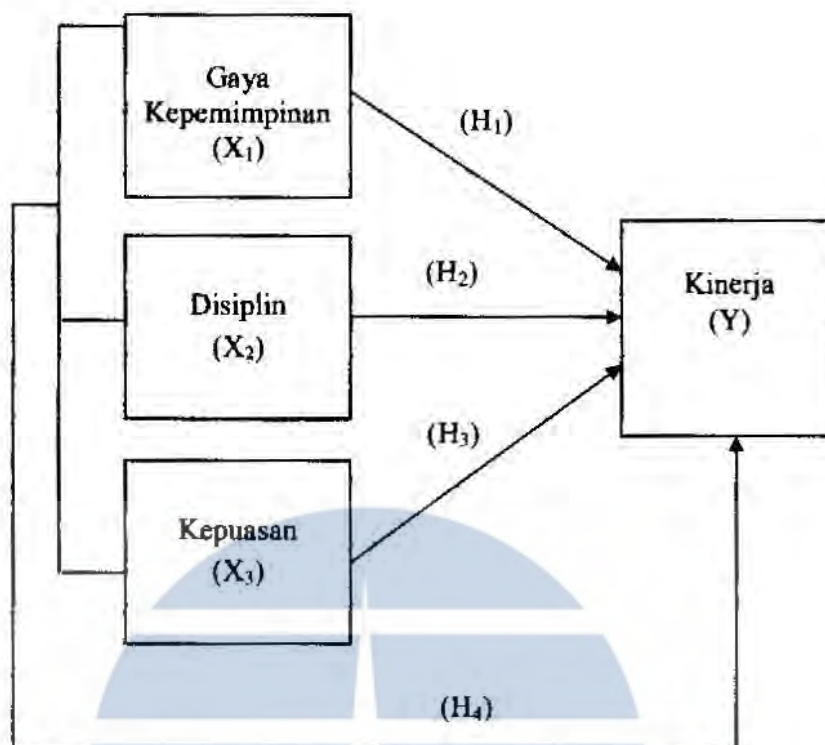 Gaya
Kepemimpinan
(X₁)
(H₁)
Disiplin
(X₂)
(H₂)
Kinerja
(Y)
Kepuasan
(X₃)
(H₃)
(H₄)